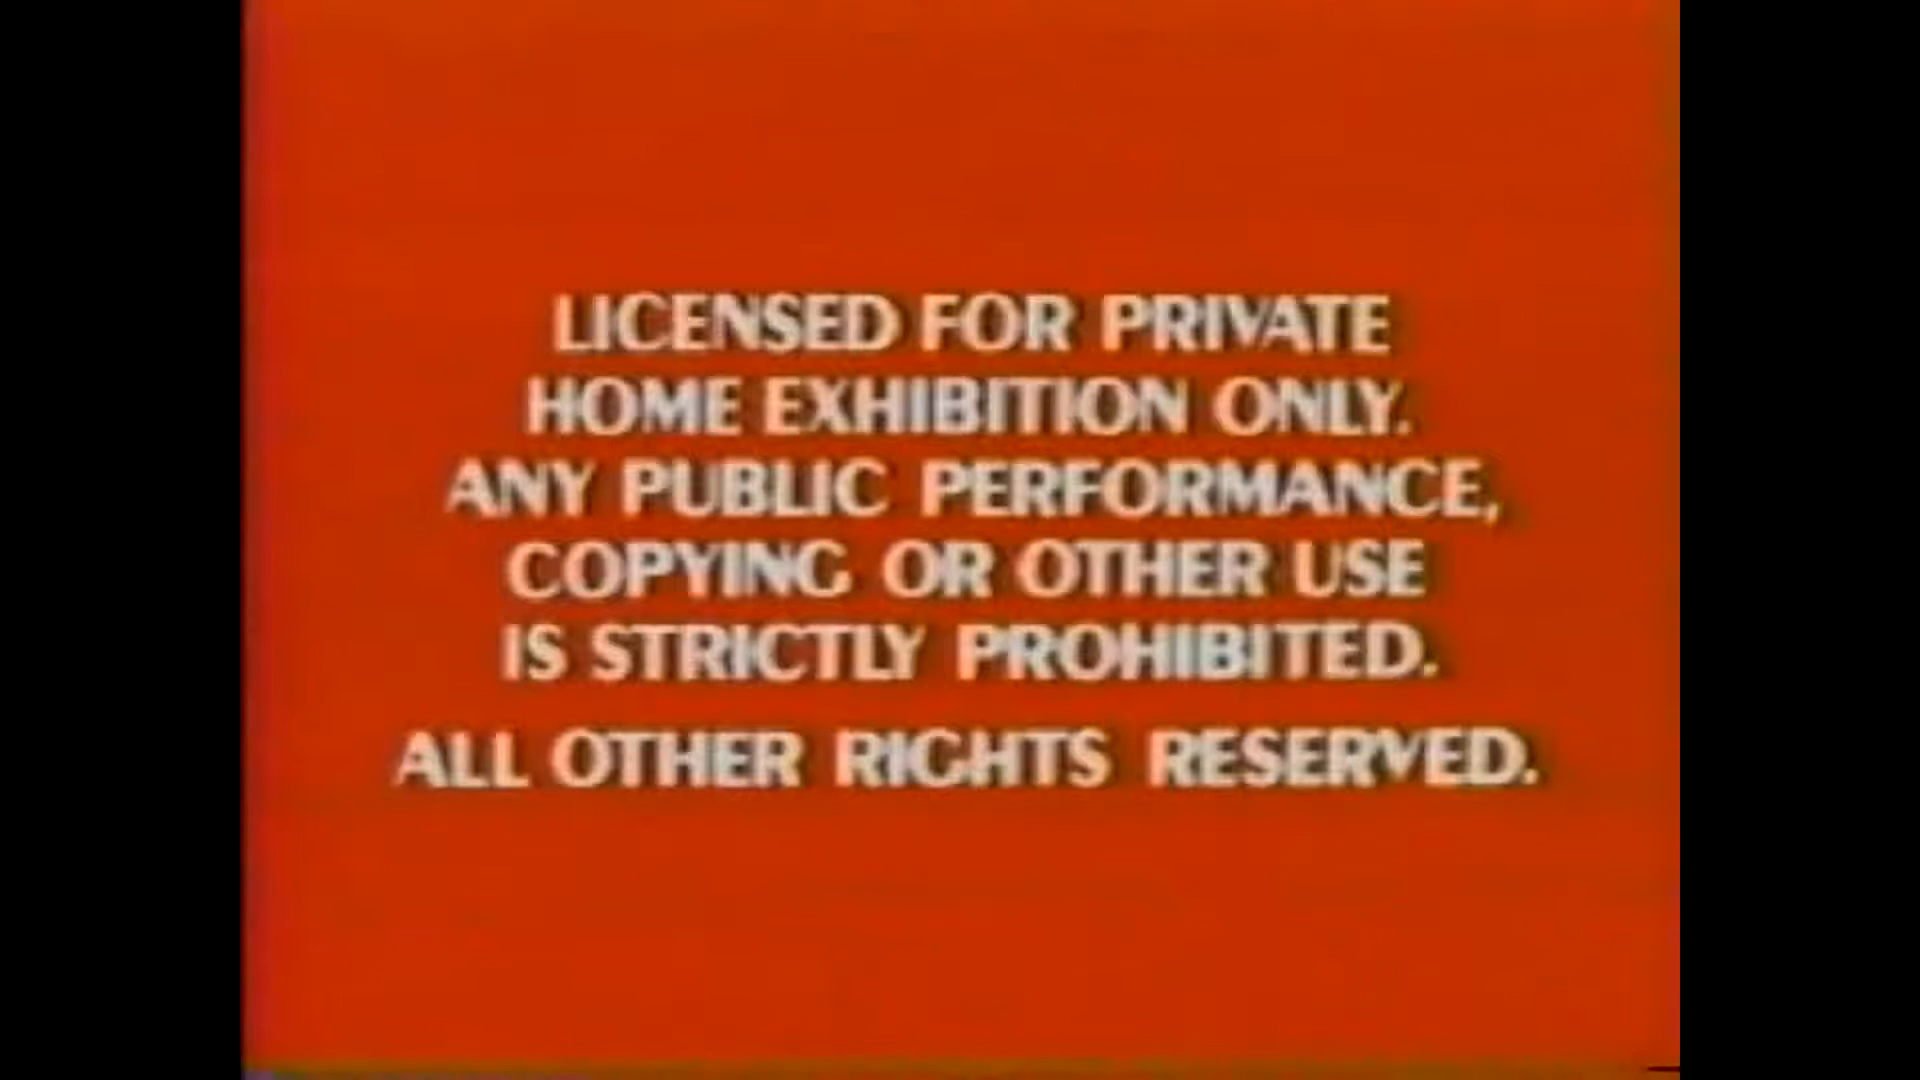 LICENSED FOR PRIVATE
HOME EXHIBITION ONLY.
ANY PUBLIC PERFORMANCE,
COPYING OR OTHER USE
IS STRICTLY PROHIBITED.
ALL OTHER RIGHTS RESERVED.